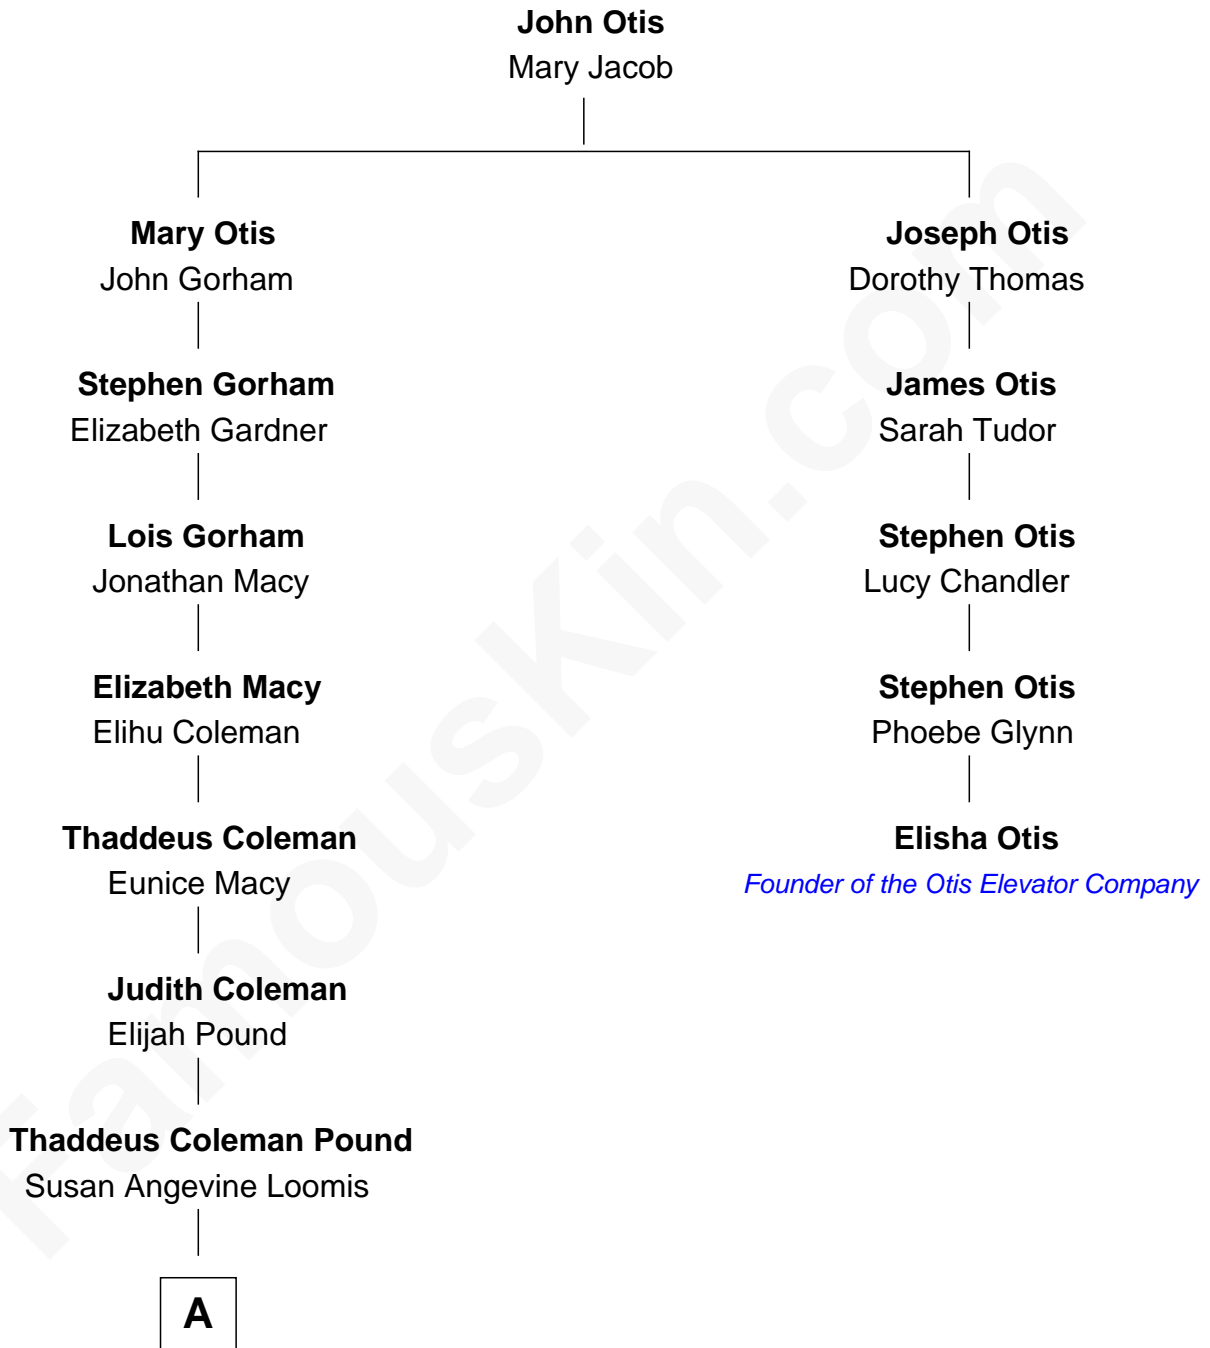 John Otis
Mary Jacob
Mary Otis
John Gorham
Joseph Otis
Dorothy Thomas
Stephen Gorham
Elizabeth Gardner
James Otis
Sarah Tudor
Lois Gorham
Jonathan Macy
Stephen Otis
Lucy Chandler
Elizabeth Macy
Elihu Coleman
Stephen Otis
Phoebe Glynn
Thaddeus Coleman
Eunice Macy
Elisha Otis
Founder of the Otis Elevator Company
Judith Coleman
Elijah Pound
Thaddeus Coleman Pound
Susan Angevine Loomis
A
FamousKin.com